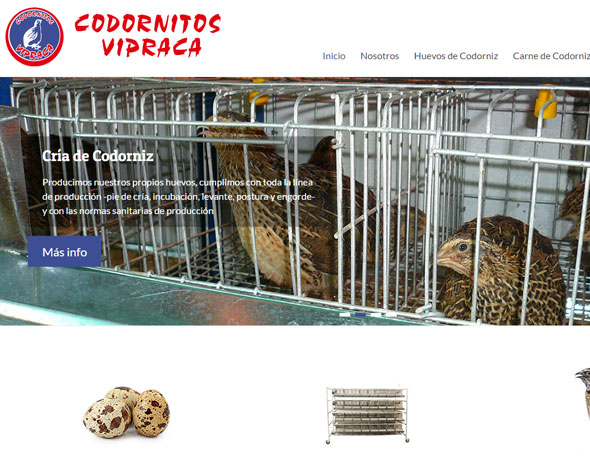 CODORNITOS
VIPRACA
CODORNITOS
VIPRACA
Inicio Nosotros Huevos de Codorniz Carne de Codorniz
Cría de Codorniz
Producimos nuestros propios huevos, cumplimos con toda la linea
de producción -pie de cría, incubación, levante, postura y engorde-
y con las normas sanitarias de producción
Más info